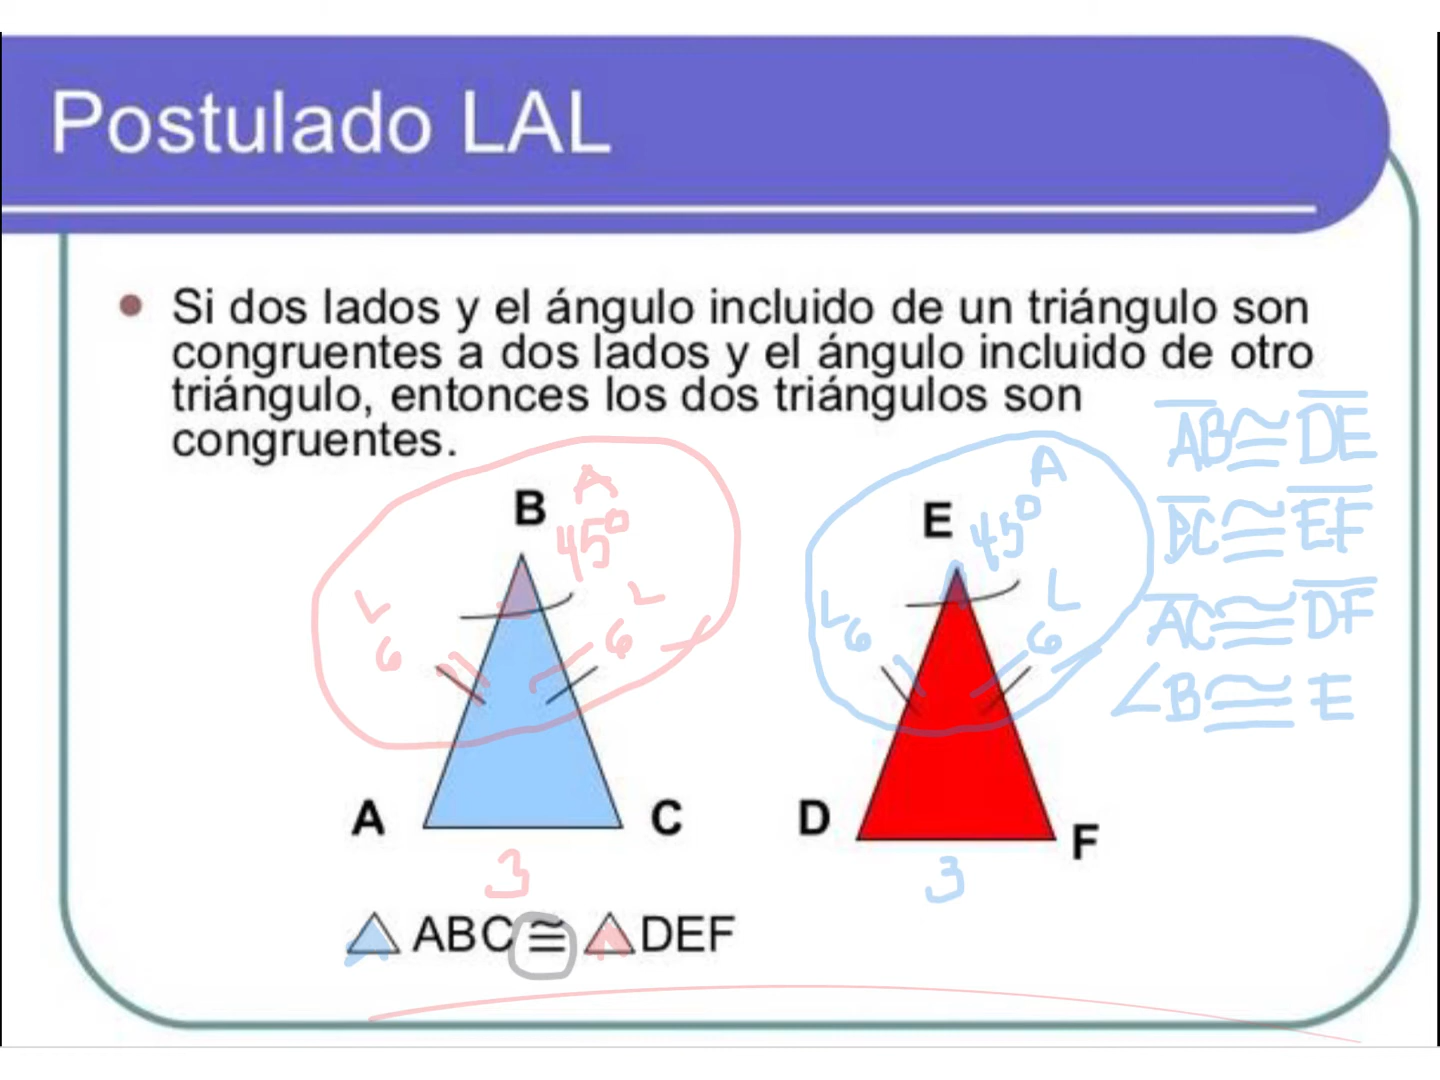 Postulado LAL
Si dos lados y el ángulo incluido de un triángulo son
congruentes a dos lados y el ángulo incluido de otro
triángulo, entonces los dos triángulos son
congruentes.
AB≅DE
BC≅EF
AC≅DF
∠B≅E
B
A
45°
L
L
6
6
A
C
3
E
A
45°
L
L
6
6
D
F
3
△ ABC ≅ △ DEF